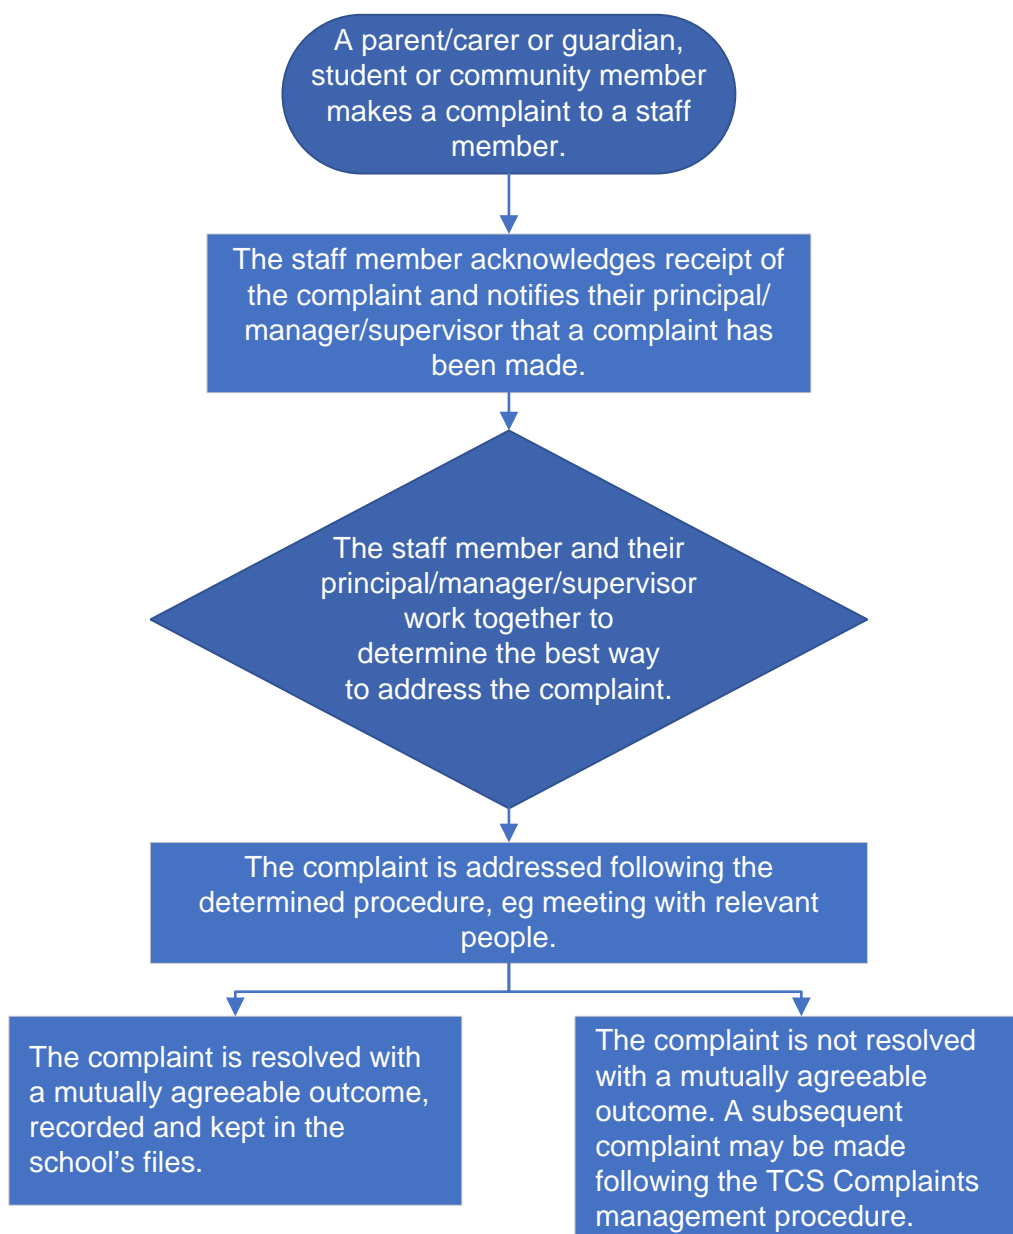 A parent/carer or guardian,
student or community member
makes a complaint to a staff
member.
The staff member acknowledges receipt of
the complaint and notifies their principal/
manager/supervisor that a complaint has
been made.
The staff member and their
principal/manager/supervisor
work together to
determine the best way
to address the complaint.
The complaint is addressed following the
determined procedure, eg meeting with relevant
people.
The complaint is resolved with
a mutually agreeable outcome,
recorded and kept in the
school’s files.
The complaint is not resolved
with a mutually agreeable
outcome. A subsequent
complaint may be made
following the TCS Complaints
management procedure.